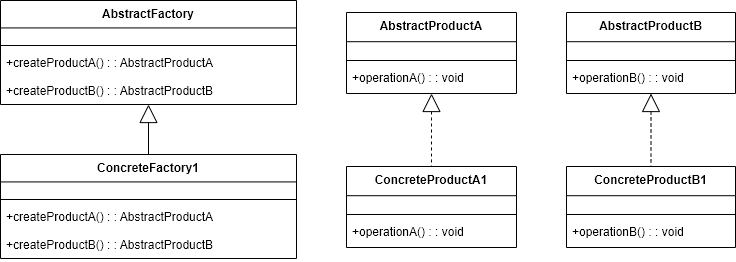 AbstractFactory
+createProductA() : : AbstractProductA
+createProductB() : : AbstractProductB
ConcreteFactory1
+createProductA() : : AbstractProductA
+createProductB() : : AbstractProductB
AbstractProductA
+operationA() : : void
ConcreteProductA1
+operationA() : : void
AbstractProductB
+operationB() : : void
ConcreteProductB1
+operationB() : : void